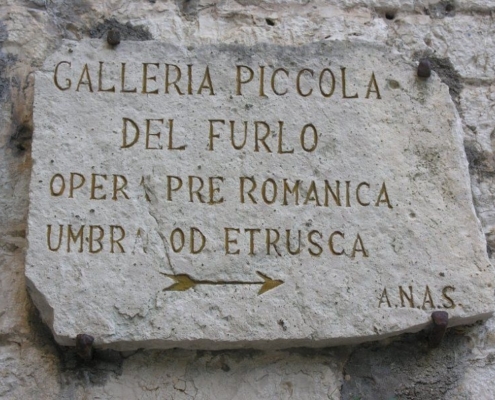 GALLERIA PICCOLA
DEL FURLO
OPERA PRE ROMANICA
UMBRA OD ETRUSCA
A.N.A.S.